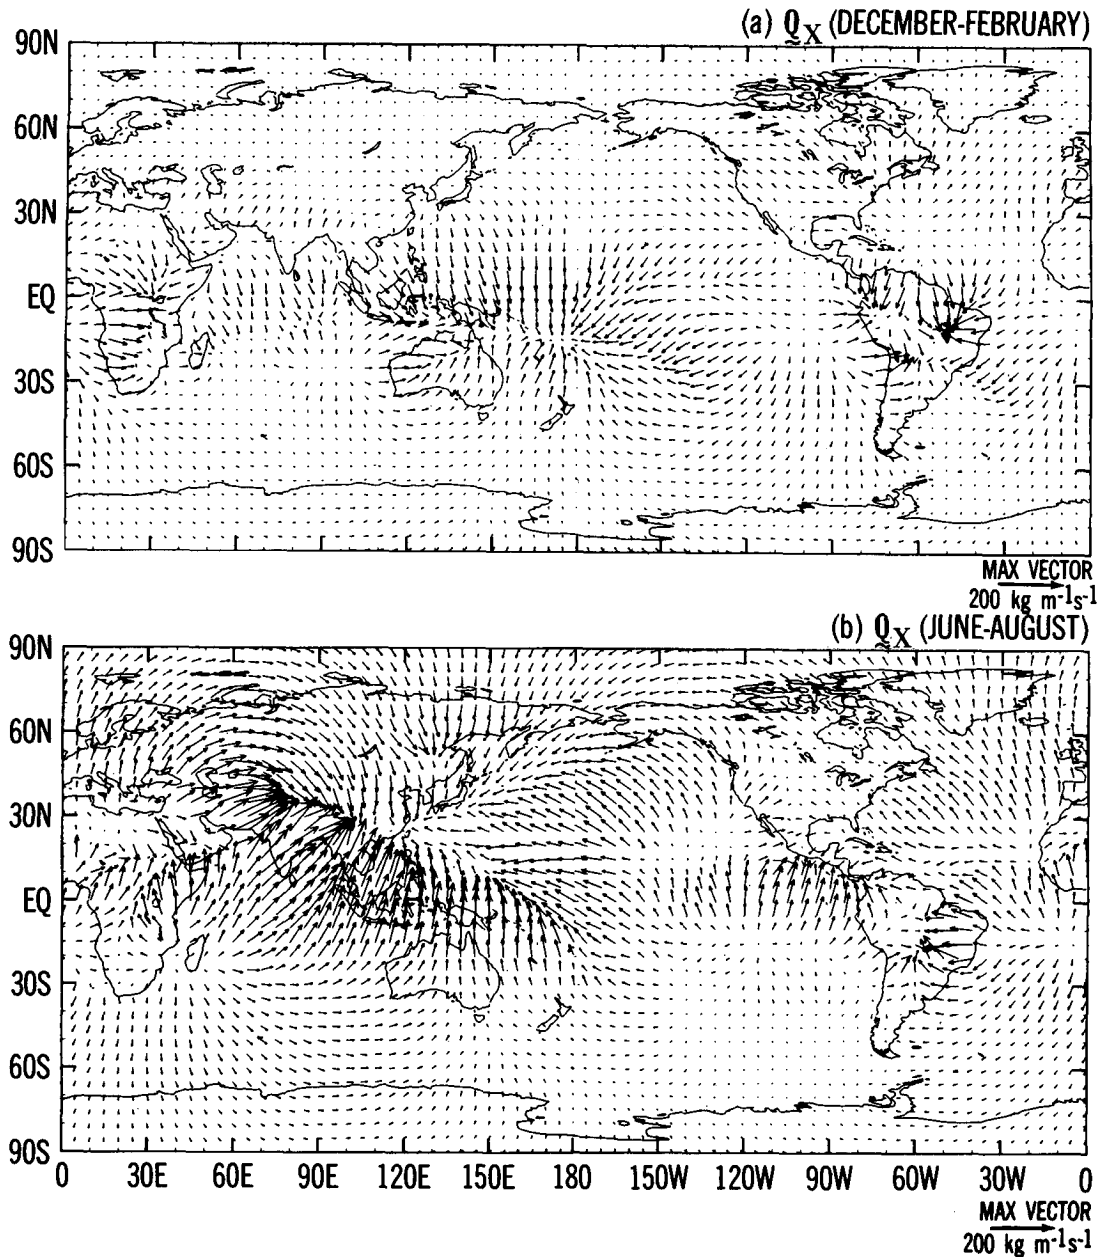 (a) Q̰X (DECEMBER-FEBRUARY)
90N
60N
30N
EQ
30S
60S
90S
MAX VECTOR
200 kg m-1s-1
(b) Q̰X (JUNE-AUGUST)
90N
60N
30N
EQ
30S
60S
90S
0 30E 60E 90E 120E 150E 180 150W 120W 90W 60W 30W 0
MAX VECTOR
200 kg m-1s-1